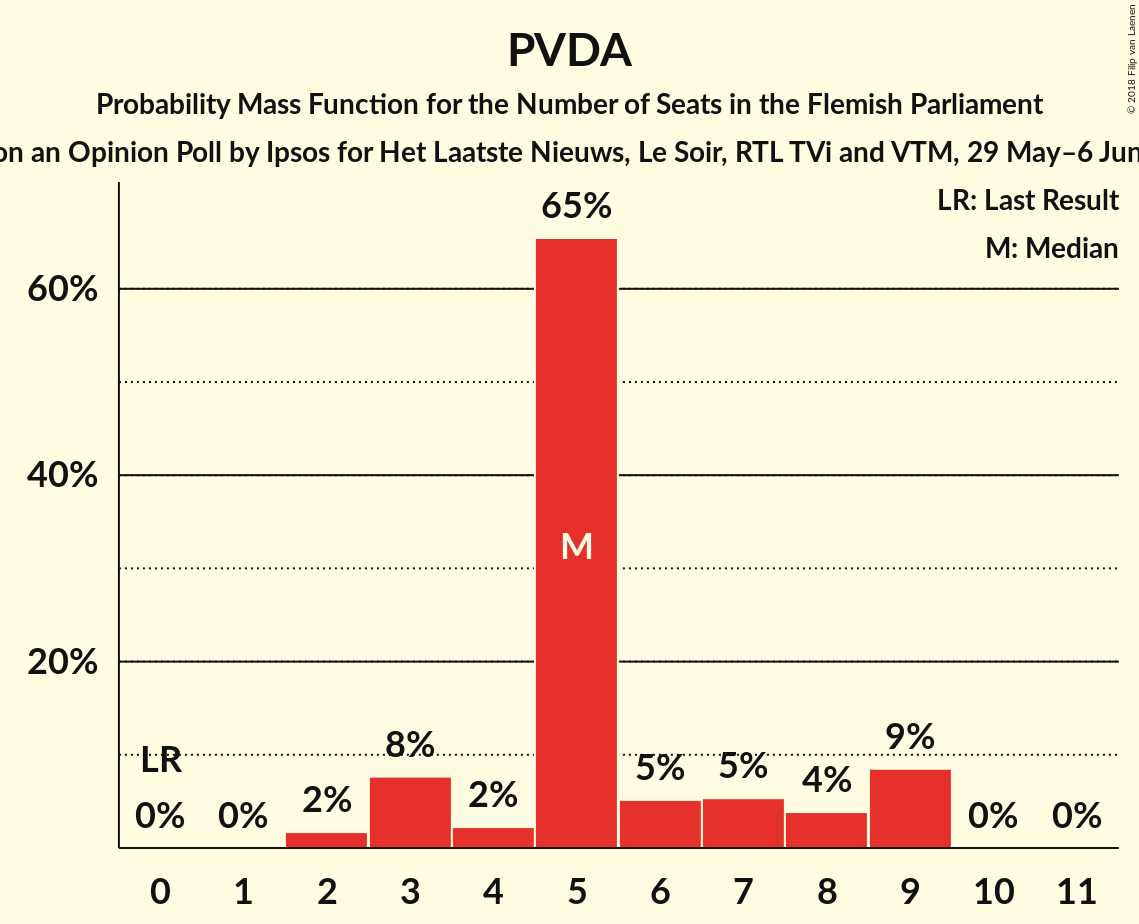 PVDA
Probability Mass Function for the Number of Seats in the Flemish Parliament
on an Opinion Poll by Ipsos for Het Laatste Nieuws, Le Soir, RTL TVi and VTM, 29 May–6 Jun
© 2018 Filip van Laenen
LR: Last Result
M: Median
65%
60%
40%
20%
M
LR
0%
0%
2%
8%
2%
5%
5%
4%
9%
0%
0%
0 1 2 3 4 5 6 7 8 9 10 11